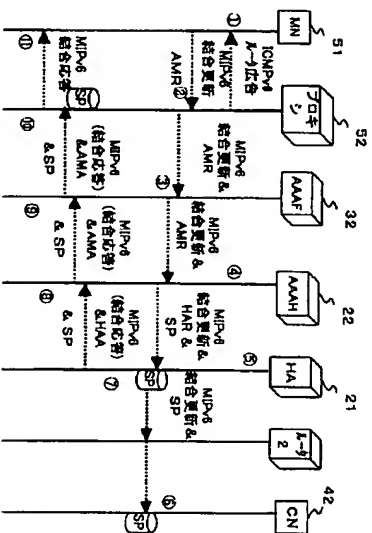 51
MN
52
プロキシ
32
AAAF
22
AAAH
21
HA
ルータ
2
42
CN
①
ICMPv6
ルータ広告
MIPv6
結合更新
AMR
②
MIPv6
結合更新&
AMR
③
MIPv6
結合更新&
AMR
④
MIPv6
結合更新&
HAR &
SP
⑤
SP
MIPv6
結合更新&
SP
⑥
SP
⑦
MIPv6
(結合応答)
&HAA
& SP
⑧
MIPv6
(結合応答)
&AMA
& SP
⑨
MIPv6
(結合応答)
&AMA
& SP
⑩
SP
MIPv6
結合応答
⑪